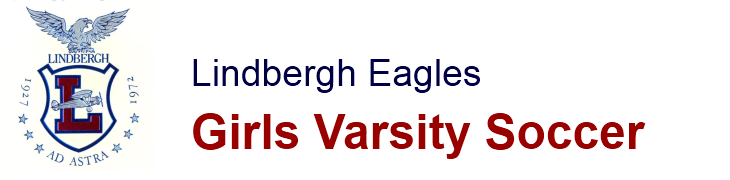 LINDBERGH
L
1927
1972
AD ASTRA
Lindbergh Eagles
Girls Varsity Soccer